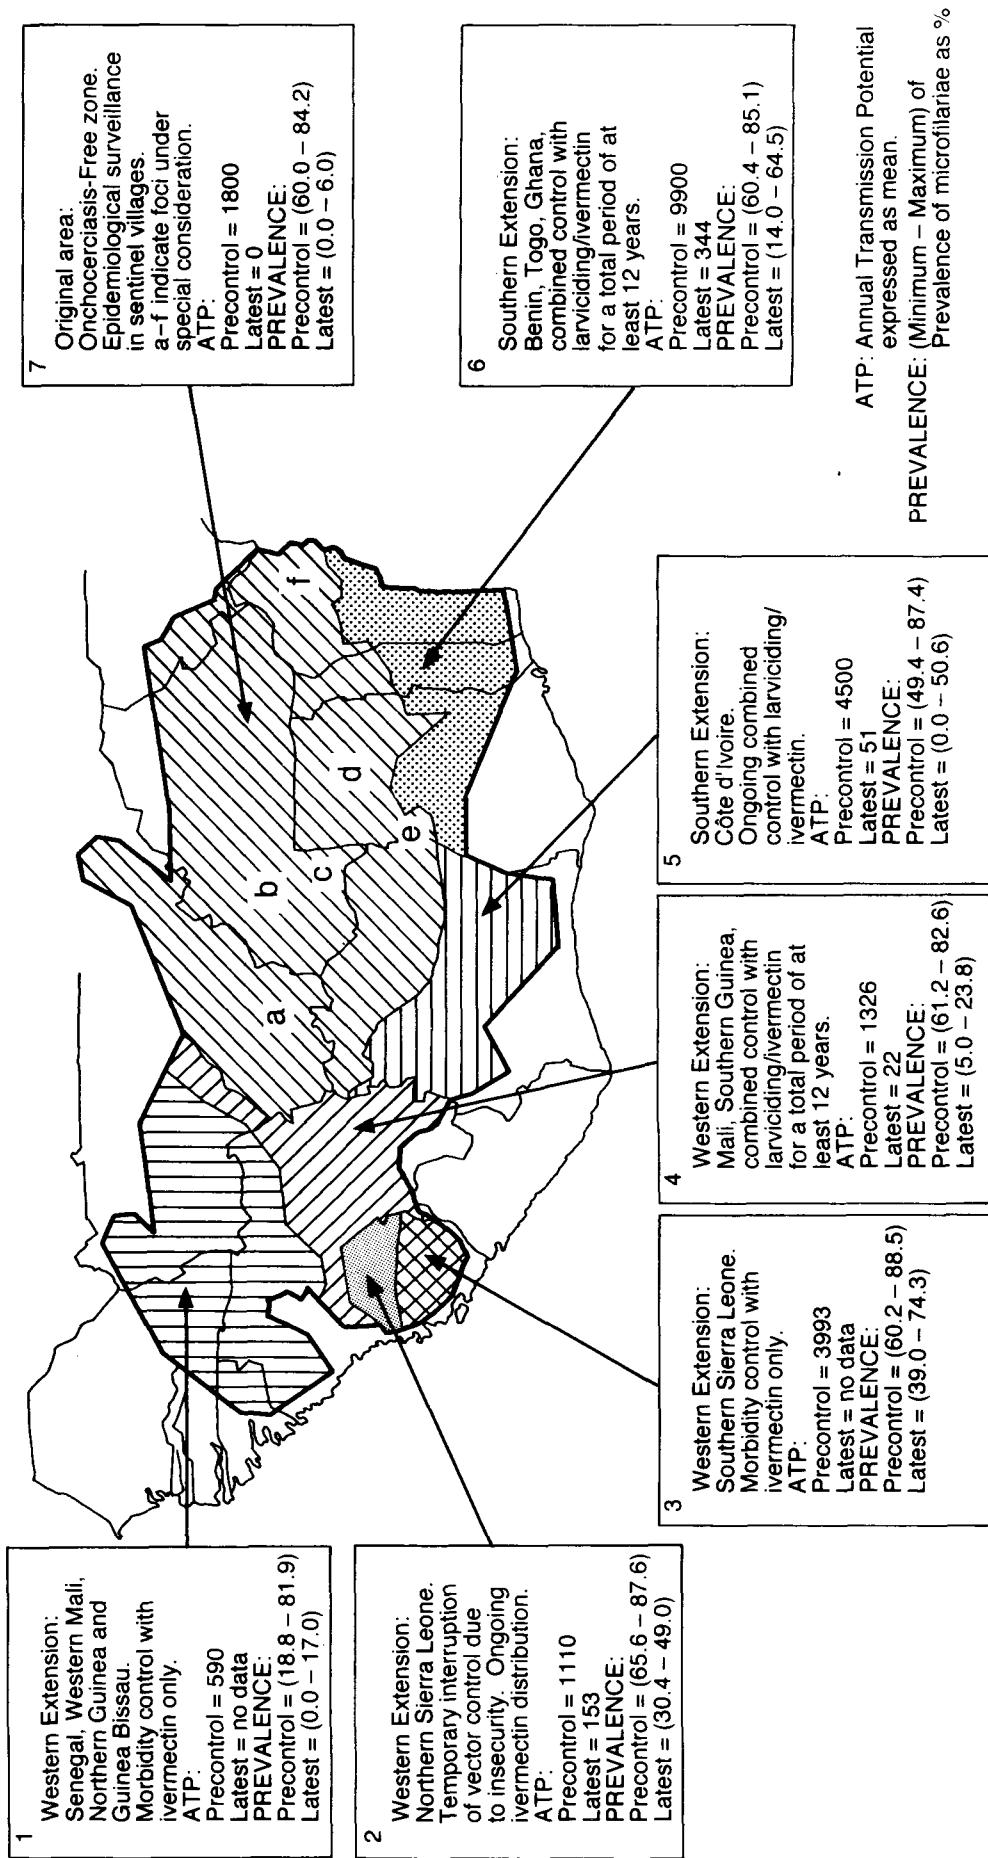 1
Western Extension:
Senegal, Western Mali,
Northern Guinea and
Guinea Bissau.
Morbidity control with
ivermectin only.
ATP:
Precontrol = 590
Latest = no data
PREVALENCE:
Precontrol = (18.8 – 81.9)
Latest = (0.0 – 17.0)
2
Western Extension:
Northern Sierra Leone.
Temporary interruption
of vector control due
to insecurity. Ongoing
ivermectin distribution.
ATP:
Precontrol = 1110
Latest = 153
PREVALENCE:
Precontrol = (65.6 – 87.6)
Latest = (30.4 – 49.0)
3
Western Extension:
Southern Sierra Leone.
Morbidity control with
ivermectin only.
ATP:
Precontrol = 3993
Latest = no data
PREVALENCE:
Precontrol = (60.2 – 88.5)
Latest = (39.0 – 74.3)
4
Western Extension:
Mali, Southern Guinea,
combined control with
larviciding/ivermectin
for a total period of at
least 12 years.
ATP:
Precontrol = 1326
Latest = 22
PREVALENCE:
Precontrol = (61.2 – 82.6)
Latest = (5.0 – 23.8)
5
Southern Extension:
Côte d'Ivoire.
Ongoing combined
control with larviciding/
ivermectin.
ATP:
Precontrol = 4500
Latest = 51
PREVALENCE:
Precontrol = (49.4 – 87.4)
Latest = (0.0 – 50.6)
6
Southern Extension:
Benin, Togo, Ghana,
combined control with
larviciding/ivermectin
for a total period of at
least 12 years.
ATP:
Precontrol = 9900
Latest = 344
PREVALENCE:
Precontrol = (60.4 – 85.1)
Latest = (14.0 – 64.5)
7
Original area:
Onchocerciasis-Free zone.
Epidemiological surveillance
in sentinel villages.
a–f indicate foci under
special consideration.
ATP:
Precontrol = 1800
Latest = 0
PREVALENCE:
Precontrol = (60.0 – 84.2)
Latest = (0.0 – 6.0)
a
b
c
d
e
f
ATP: Annual Transmission Potential
expressed as mean.
PREVALENCE: (Minimum – Maximum) of
Prevalence of microfilariae as %